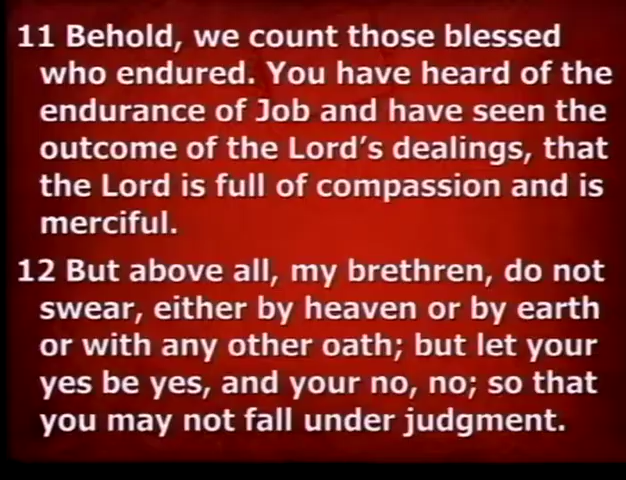 11 Behold, we count those blessed
who endured. You have heard of the
endurance of Job and have seen the
outcome of the Lord's dealings, that
the Lord is full of compassion and is
merciful.
12 But above all, my brethren, do not
swear, either by heaven or by earth
or with any other oath; but let your
yes be yes, and your no, no; so that
you may not fall under judgment.